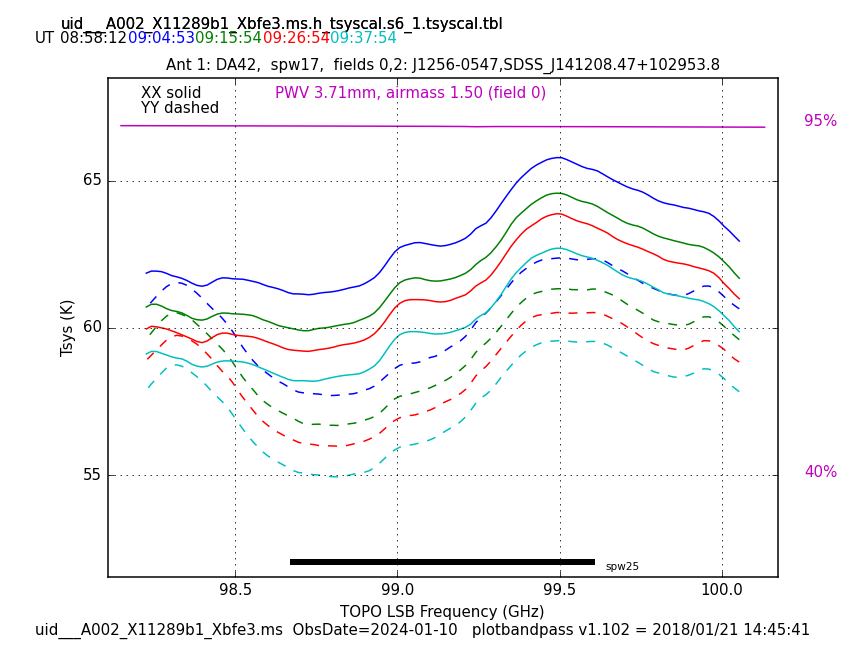 uid___A002_X11289b1_Xbfe3.ms.h_tsyscal.s6_1.tsyscal.tbl
UT 08:58:12 09:04:53 09:15:54 09:26:54 09:37:54
Ant 1: DA42,  spw17,  fields 0,2: J1256-0547,SDSS_J141208.47+102953.8
XX solid PWV 3.71mm, airmass 1.50 (field 0)
YY dashed
95%
65
60
55
Tsys (K)
40%
spw25
98.5 99.0 99.5 100.0
TOPO LSB Frequency (GHz)
uid___A002_X11289b1_Xbfe3.ms  ObsDate=2024-01-10   plotbandpass v1.102 = 2018/01/21 14:45:41